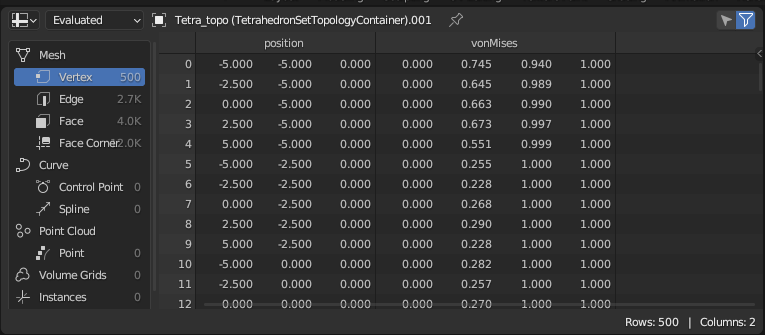 Evaluated Tetra_topo (TetrahedronSetTopologyContainer).001
position vonMises
Mesh
Vertex 500
Edge 2.7K
Face 4.0K
Face Corner 12.0K
Curve
Control Point 0
Spline 0
Point Cloud
Point 0
Volume Grids 0
Instances 0
0 -5.000 -5.000 0.000 0.000 0.745 0.940 1.000
1 -2.500 -5.000 0.000 0.000 0.645 0.989 1.000
2 0.000 -5.000 0.000 0.000 0.663 0.990 1.000
3 2.500 -5.000 0.000 0.000 0.673 0.997 1.000
4 5.000 -5.000 0.000 0.000 0.551 0.999 1.000
5 -5.000 -2.500 0.000 0.000 0.255 1.000 1.000
6 -2.500 -2.500 0.000 0.000 0.228 1.000 1.000
7 0.000 -2.500 0.000 0.000 0.268 1.000 1.000
8 2.500 -2.500 0.000 0.000 0.290 1.000 1.000
9 5.000 -2.500 0.000 0.000 0.228 1.000 1.000
10 -5.000 0.000 0.000 0.000 0.282 1.000 1.000
11 -2.500 0.000 0.000 0.000 0.257 1.000 1.000
12 0.000 0.000 0.000 0.000 0.270 1.000 1.000
Rows: 500 | Columns: 2